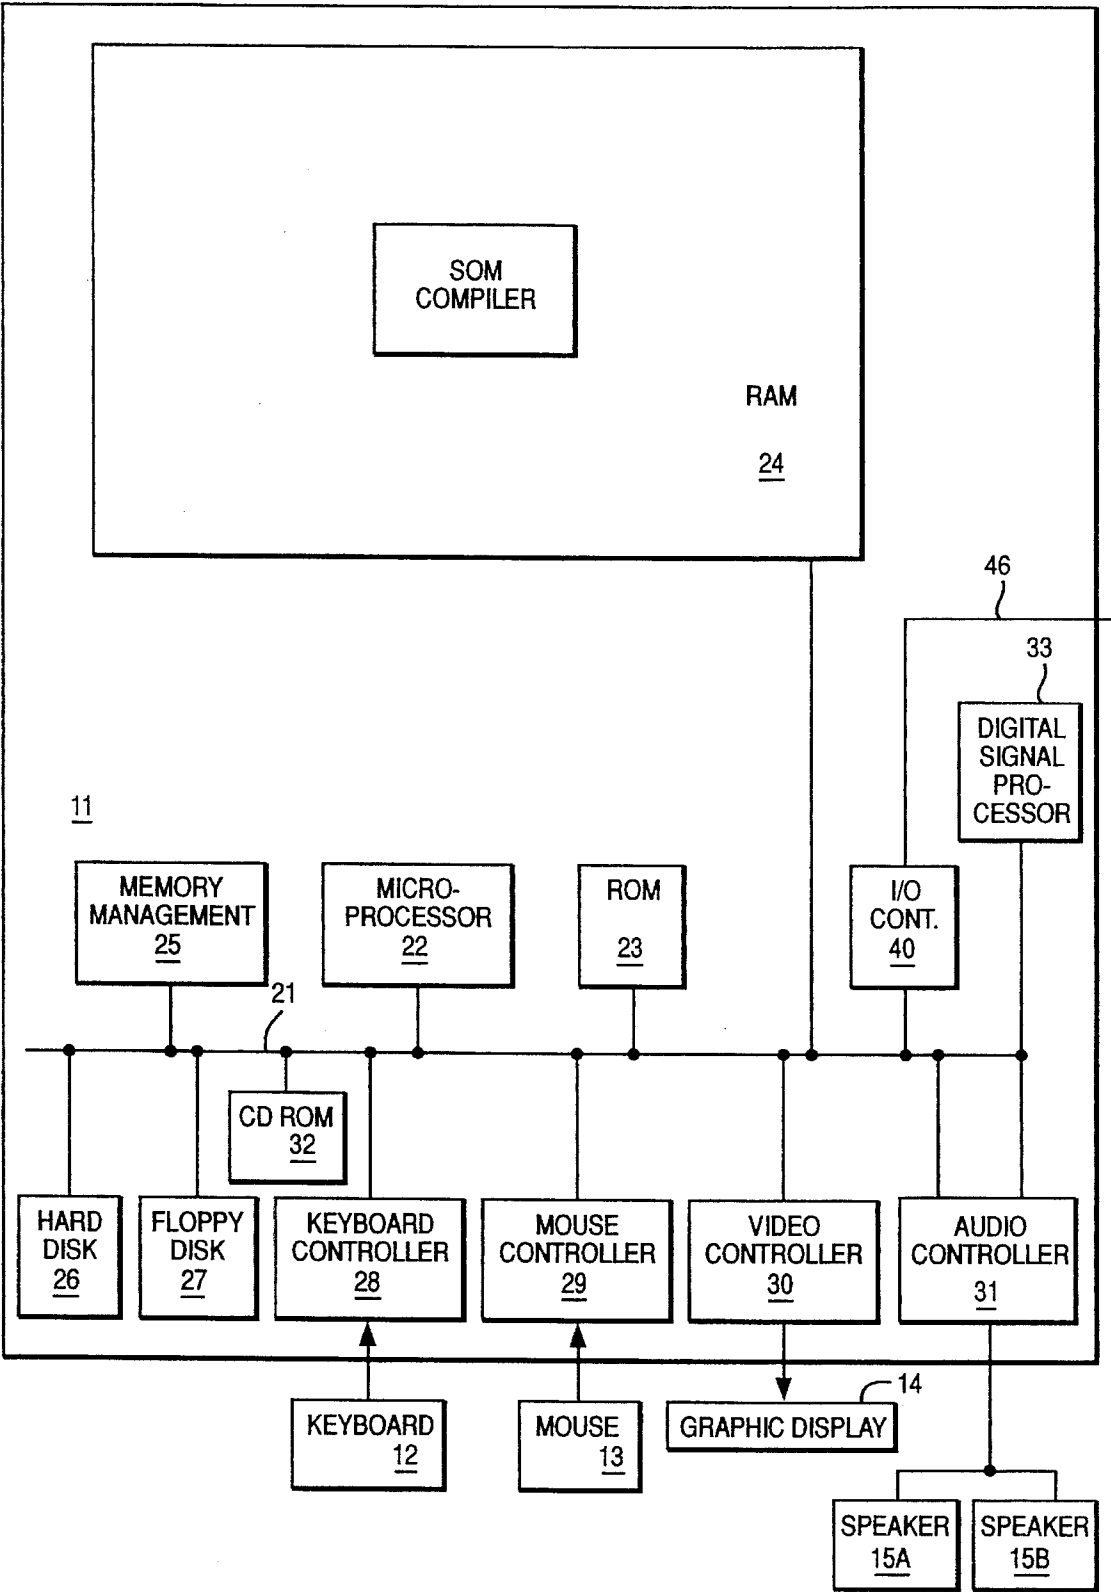 SOM
COMPILER
RAM
24
46
33
DIGITAL
SIGNAL
PRO-
CESSOR
11
MEMORY
MANAGEMENT
25
MICRO-
PROCESSOR
22
ROM
23
I/O
CONT.
40
21
CD ROM
32
HARD
DISK
26
FLOPPY
DISK
27
KEYBOARD
CONTROLLER
28
MOUSE
CONTROLLER
29
VIDEO
CONTROLLER
30
AUDIO
CONTROLLER
31
KEYBOARD
12
MOUSE
13
14
GRAPHIC DISPLAY
SPEAKER
15A
SPEAKER
15B